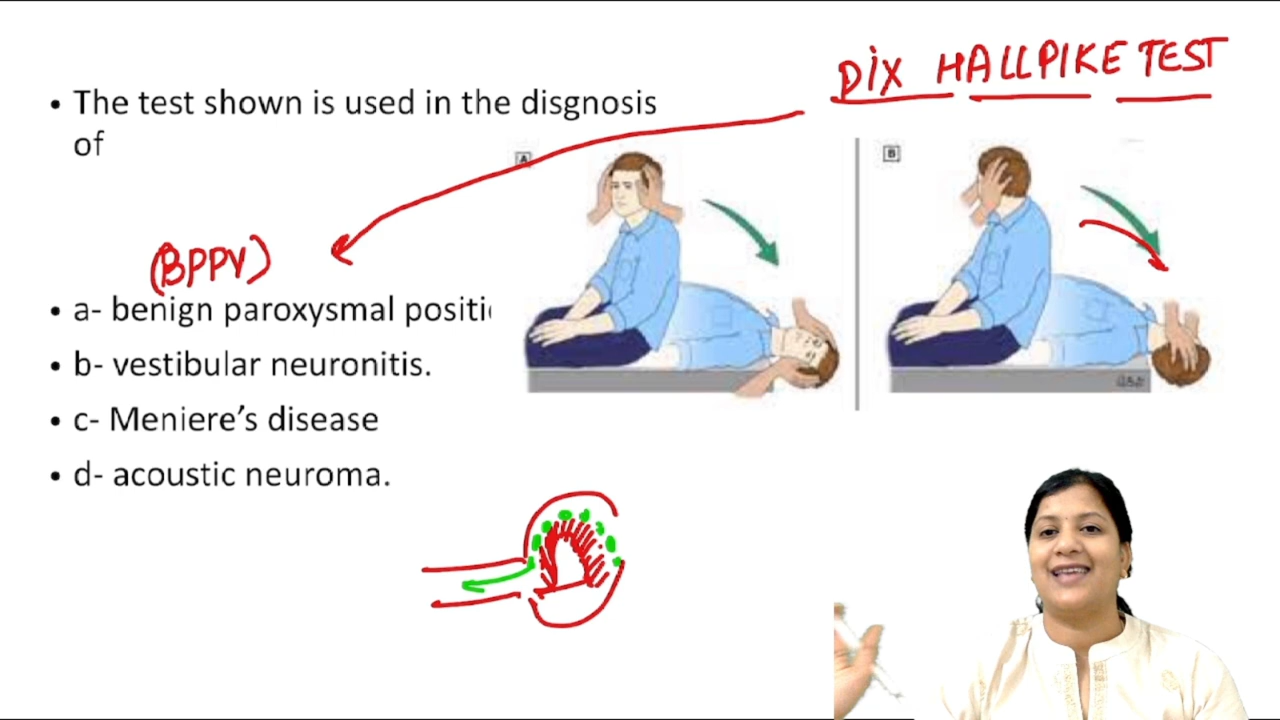 DIX HALLPIKE TEST
• The test shown is used in the disgnosis
of
A
B
(BPPV)
• a- benign paroxysmal positi
• b- vestibular neuronitis.
• c- Meniere’s disease
• d- acoustic neuroma.